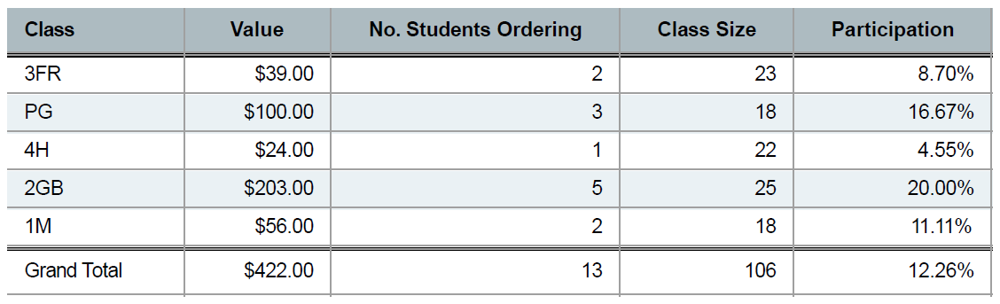 Class Value No. Students Ordering Class Size Participation
3FR $39.00 2 23 8.70%
PG $100.00 3 18 16.67%
4H $24.00 1 22 4.55%
2GB $203.00 5 25 20.00%
1M $56.00 2 18 11.11%
Grand Total $422.00 13 106 12.26%